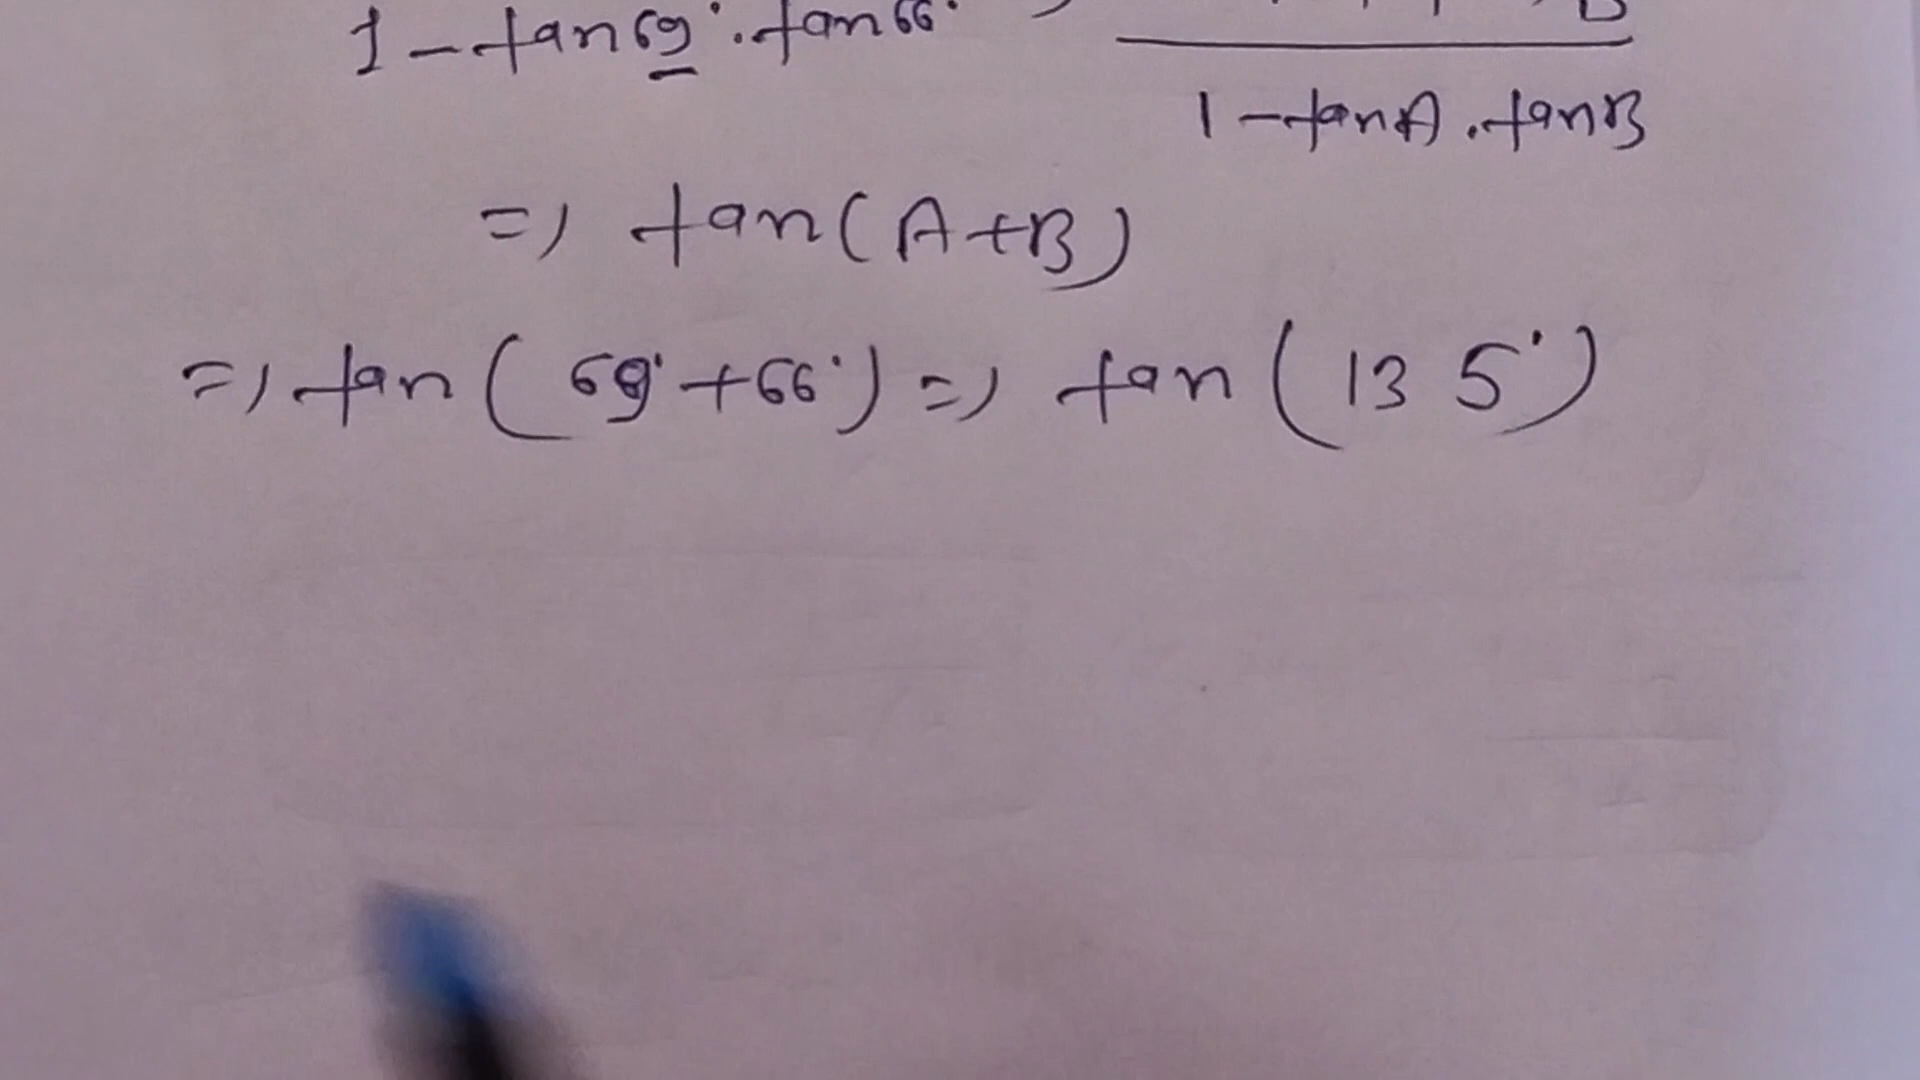 1 - tan69°.tan66°
1 - tanA.tanB
=> tan(A+B)
=> tan(69°+66°) => tan(135°)